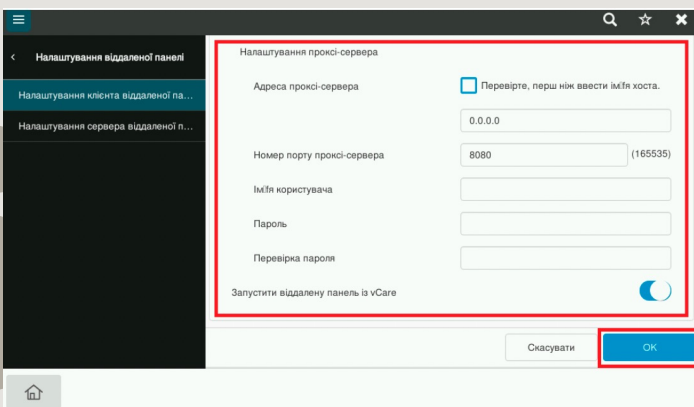 Налаштування віддаленої панелі
Налаштування клієнта віддаленої па...
Налаштування сервера віддаленої п...
Налаштування проксі-сервера
Адреса проксі-сервера
Перевірте, перш ніж ввести ім⍰я хоста.
0.0.0.0
Номер порту проксі-сервера
8080
(165535)
Ім⍰я користувача
Пароль
Перевірка пароля
Запустити віддалену панель із vCare
Скасувати
OK